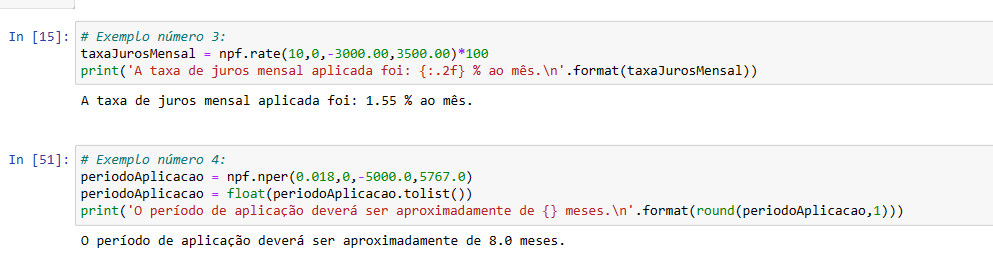 In [15]: # Exemplo número 3:
taxaJurosMensal = npf.rate(10,0,-3000.00,3500.00)*100
print('A taxa de juros mensal aplicada foi: {:.2f} % ao mês.\n'.format(taxaJurosMensal))
A taxa de juros mensal aplicada foi: 1.55 % ao mês.
In [51]: # Exemplo número 4:
periodoAplicacao = npf.nper(0.018,0,-5000.0,5767.0)
periodoAplicacao = float(periodoAplicacao.tolist())
print('O período de aplicação deverá ser aproximadamente de {} meses.\n'.format(round(periodoAplicacao,1)))
O período de aplicação deverá ser aproximadamente de 8.0 meses.